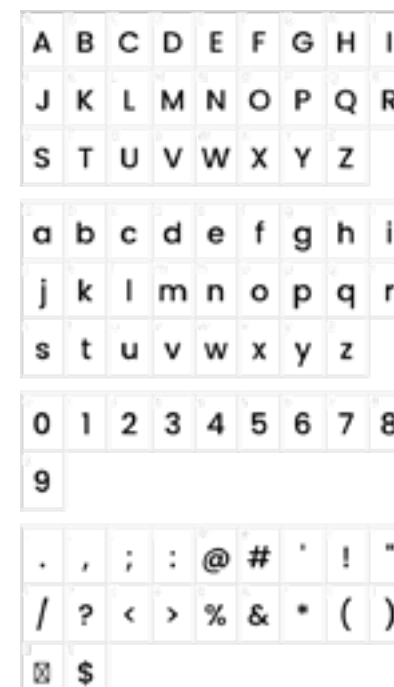 A B C D E F G H I
J K L M N O P Q R
S T U V W X Y Z
a b c d e f g h i
j k l m n o p q r
s t u v w x y z
0 1 2 3 4 5 6 7 8
9
. , ; : @ # ' ! "
/ ? < > % & * ( )
$